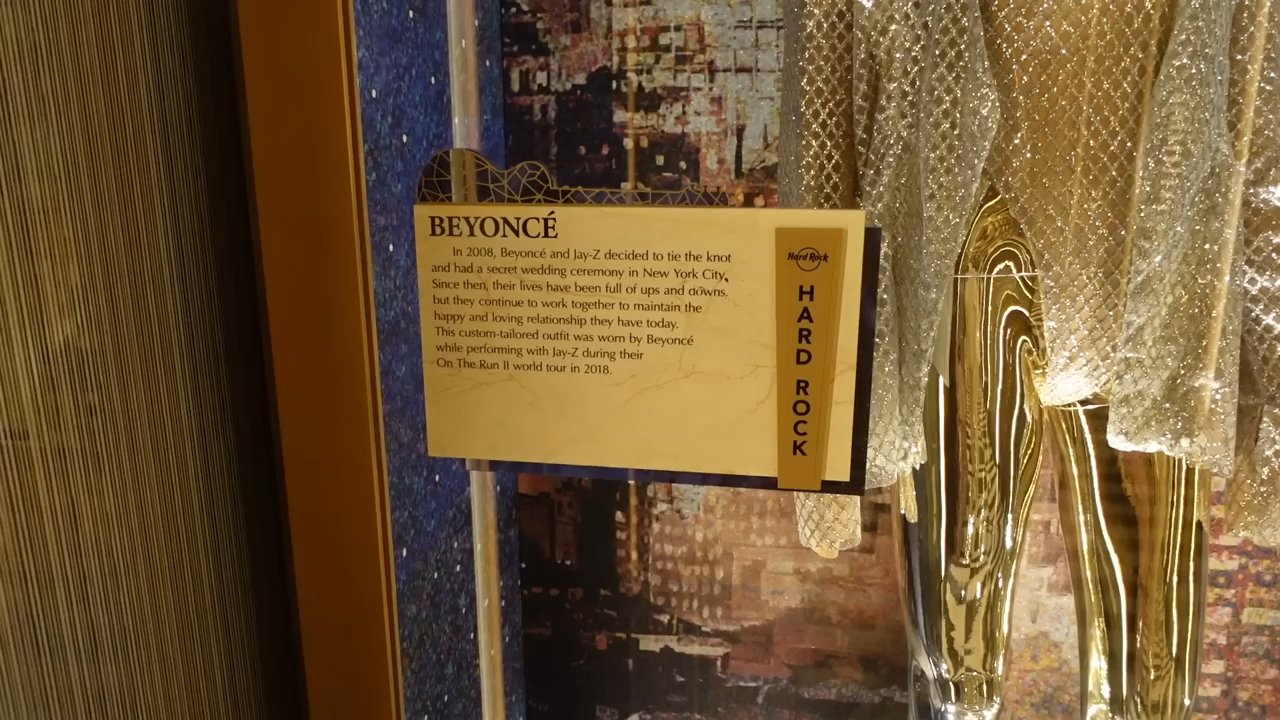 BEYONCÉ
In 2008, Beyoncé and Jay-Z decided to tie the knot
and had a secret wedding ceremony in New York City.
Since then, their lives have been full of ups and downs,
but they continue to work together to maintain the
happy and loving relationship they have today.
This custom-tailored outfit was worn by Beyoncé
while performing with Jay-Z during their
On The Run II world tour in 2018.
Hard Rock
HARD ROCK